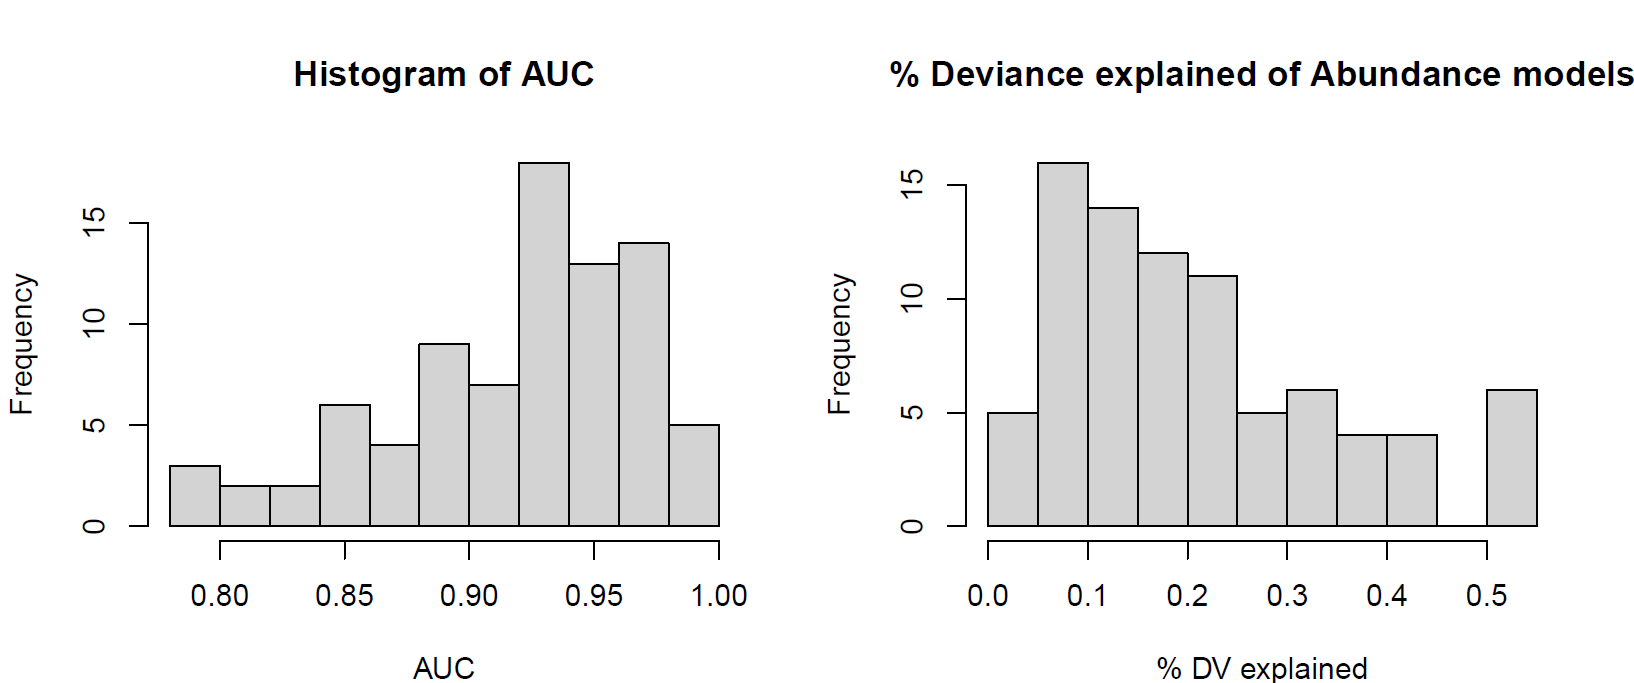 Histogram of AUC
Frequency
15
10
5
0
0.80 0.85 0.90 0.95 1.00
AUC
% Deviance explained of Abundance models
Frequency
15
10
5
0
0.0 0.1 0.2 0.3 0.4 0.5
% DV explained